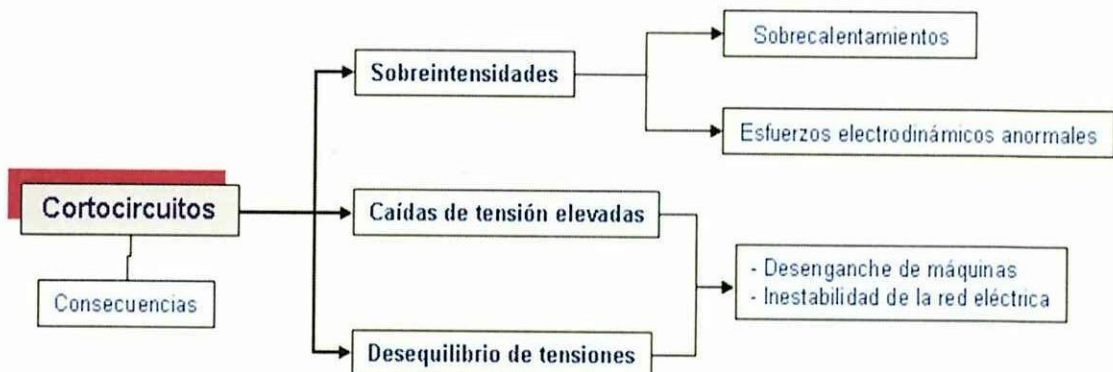 Sobrecalentamientos
Sobreintensidades
Esfuerzos electrodinámicos anormales
Cortocircuitos
Caídas de tensión elevadas
Consecuencias
- Desenganche de máquinas
- Inestabilidad de la red eléctrica
Desequilibrio de tensiones